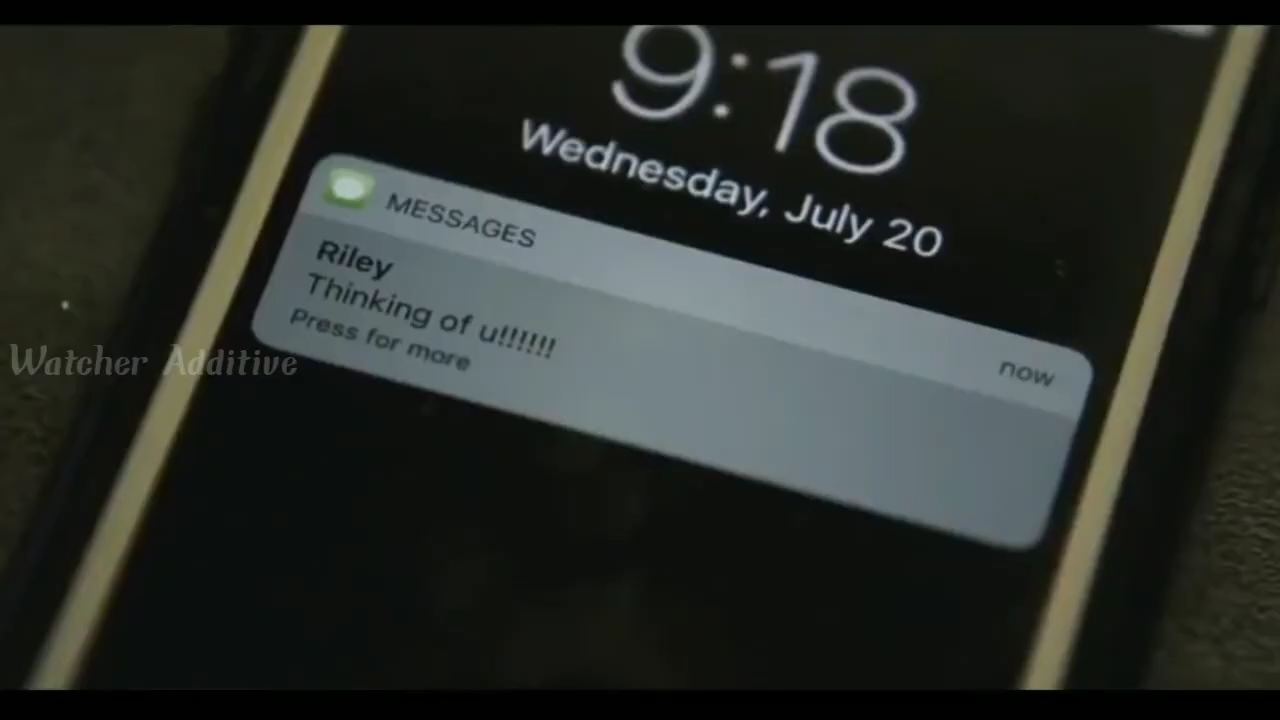 9:18
Wednesday, July 20
MESSAGES
now
Riley
Thinking of u!!!!!!
Press for more
Watcher Additive